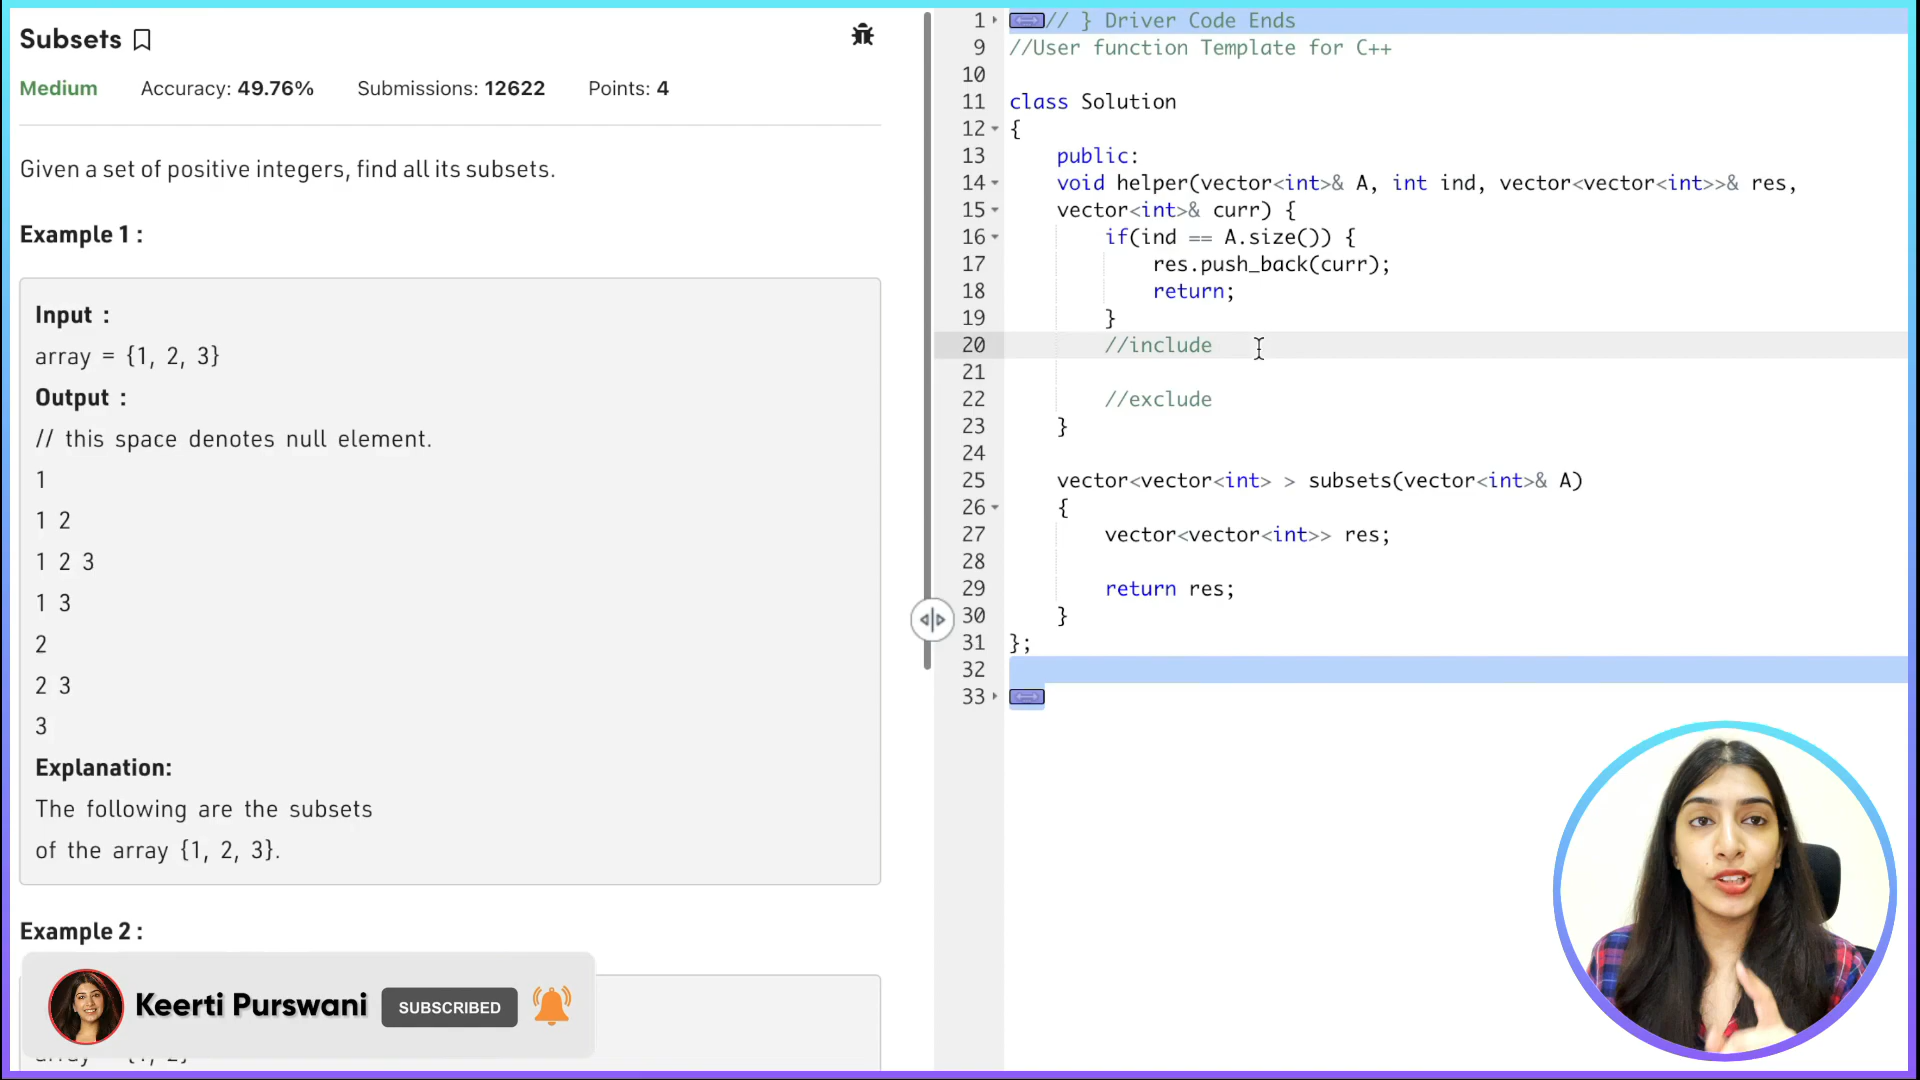 Subsets
Medium Accuracy: 49.76% Submissions: 12622 Points: 4
Given a set of positive integers, find all its subsets.
Example 1 :
Input :
array = {1, 2, 3}
Output :
// this space denotes null element.
1
1 2
1 2 3
1 3
2
2 3
3
Explanation:
The following are the subsets
of the array {1, 2, 3}.
Example 2 :
Keerti Purswani SUBSCRIBED
1 // } Driver Code Ends
9 //User function Template for C++
10
11 class Solution
12 {
13 public:
14 void helper(vector<int>& A, int ind, vector<vector<int>>& res,
15 vector<int>& curr) {
16 if(ind == A.size()) {
17 res.push_back(curr);
18 return;
19 }
20 //include
21
22 //exclude
23 }
24
25 vector<vector<int> > subsets(vector<int>& A)
26 {
27 vector<vector<int>> res;
28
29 return res;
30 }
31 };
32
33